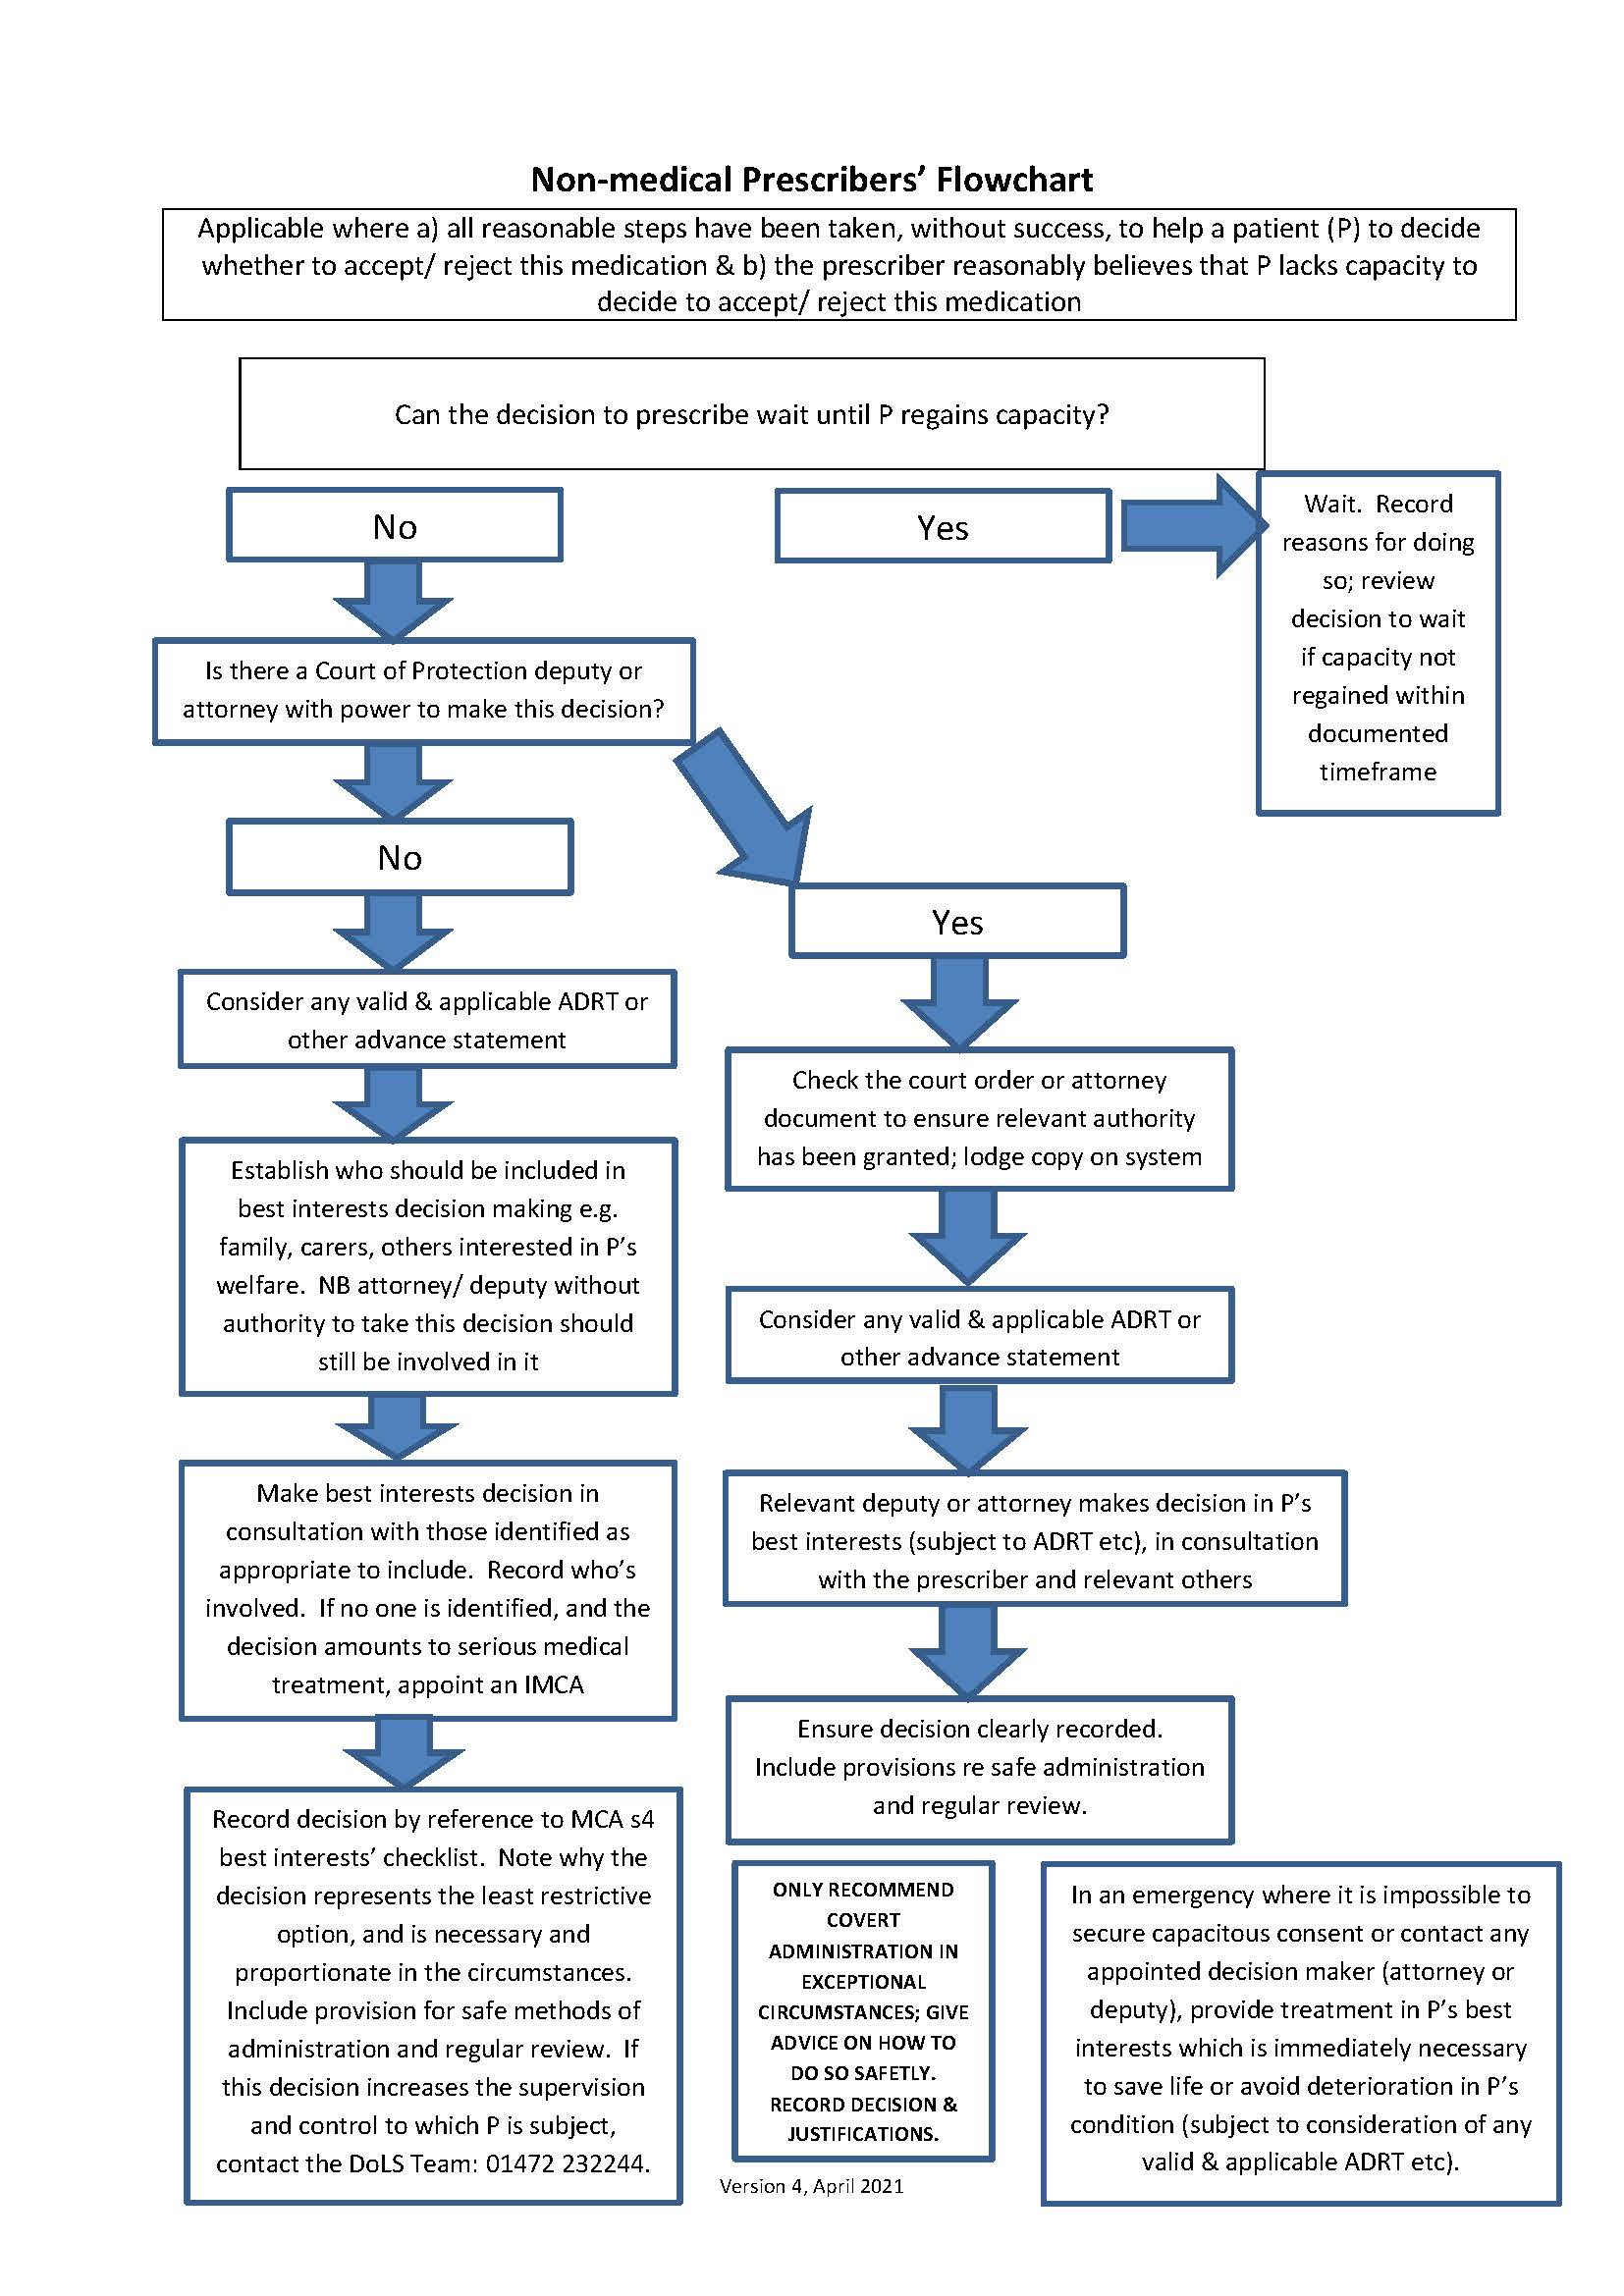 Non-medical Prescribers’ Flowchart
Applicable where a) all reasonable steps have been taken, without success, to help a patient (P) to decide
whether to accept/ reject this medication & b) the prescriber reasonably believes that P lacks capacity to
decide to accept/ reject this medication
Can the decision to prescribe wait until P regains capacity?
No
Yes
Wait.  Record
reasons for doing
so; review
decision to wait
if capacity not
regained within
documented
timeframe
Is there a Court of Protection deputy or
attorney with power to make this decision?
No
Yes
Consider any valid & applicable ADRT or
other advance statement
Establish who should be included in
best interests decision making e.g.
family, carers, others interested in P’s
welfare.  NB attorney/ deputy without
authority to take this decision should
still be involved in it
Make best interests decision in
consultation with those identified as
appropriate to include.  Record who’s
involved.  If no one is identified, and the
decision amounts to serious medical
treatment, appoint an IMCA
Record decision by reference to MCA s4
best interests’ checklist.  Note why the
decision represents the least restrictive
option, and is necessary and
proportionate in the circumstances.
Include provision for safe methods of
administration and regular review.  If
this decision increases the supervision
and control to which P is subject,
contact the DoLS Team: 01472 232244.
Check the court order or attorney
document to ensure relevant authority
has been granted; lodge copy on system
Consider any valid & applicable ADRT or
other advance statement
Relevant deputy or attorney makes decision in P’s
best interests (subject to ADRT etc), in consultation
with the prescriber and relevant others
Ensure decision clearly recorded.
Include provisions re safe administration
and regular review.
ONLY RECOMMEND
COVERT
ADMINISTRATION IN
EXCEPTIONAL
CIRCUMSTANCES; GIVE
ADVICE ON HOW TO
DO SO SAFETLY.
RECORD DECISION &
JUSTIFICATIONS.
In an emergency where it is impossible to
secure capacitous consent or contact any
appointed decision maker (attorney or
deputy), provide treatment in P’s best
interests which is immediately necessary
to save life or avoid deterioration in P’s
condition (subject to consideration of any
valid & applicable ADRT etc).
Version 4, April 2021